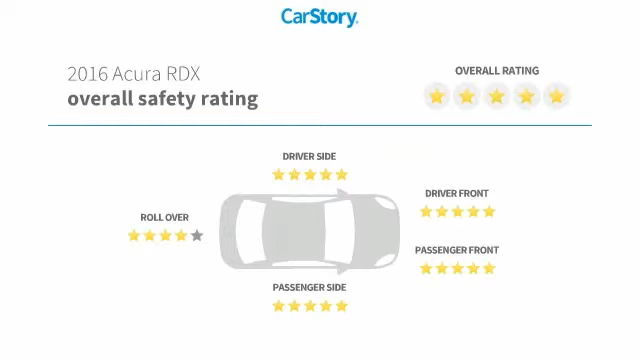 CarStory.
2016 Acura RDX
overall safety rating
OVERALL RATING
DRIVER SIDE
DRIVER FRONT
ROLL OVER
PASSENGER FRONT
PASSENGER SIDE